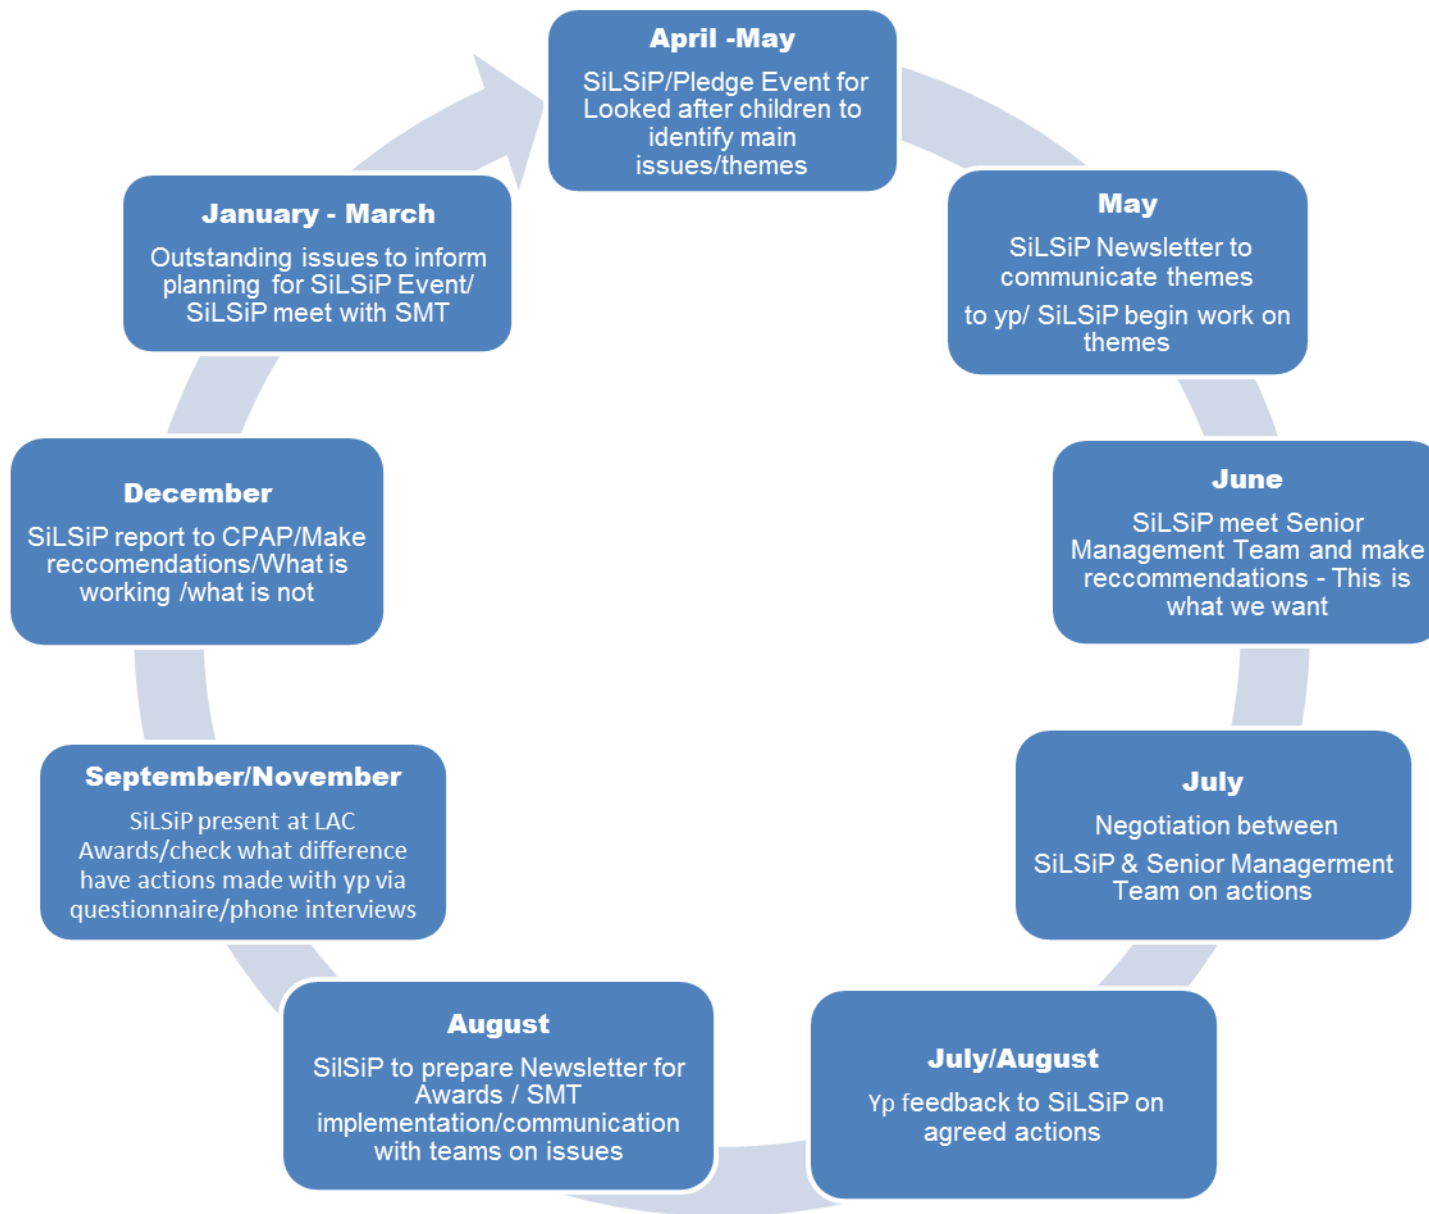 April -May
SiLSiP/Pledge Event for
Looked after children to
identify main
issues/themes
May
SiLSiP Newsletter to
communicate themes
to yp/ SiLSiP begin work on
themes
June
SiLSiP meet Senior
Management Team and make
reccommendations - This is
what we want
July
Negotiation between
SiLSiP & Senior Managerment
Team on actions
July/August
Yp feedback to SiLSiP on
agreed actions
August
SilSiP to prepare Newsletter for
Awards / SMT
implementation/communication
with teams on issues
September/November
SiLSiP present at LAC
Awards/check what difference
have actions made with yp via
questionnaire/phone interviews
December
SiLSiP report to CPAP/Make
reccomendations/What is
working /what is not
January - March
Outstanding issues to inform
planning for SiLSiP Event/
SiLSiP meet with SMT